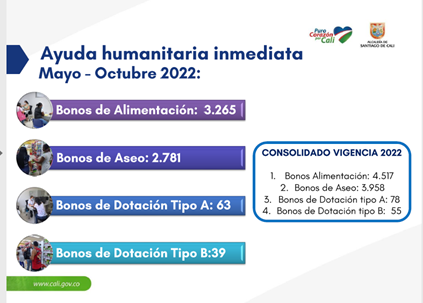 Puro
Corazón
por
Cali
ALCALDÍA DE
SANTIAGO DE CALI
Ayuda humanitaria inmediata
Mayo - Octubre 2022:
Bonos de Alimentación: 3.265
Bonos de Aseo: 2.781
Bonos de Dotación Tipo A: 63
Bonos de Dotación Tipo B:39
CONSOLIDADO VIGENCIA 2022
1. Bonos Alimentación: 4.517
2. Bonos de Aseo: 3.958
3. Bonos de Dotación tipo A: 78
4. Bonos de Dotación tipo B: 55
www.cali.gov.co